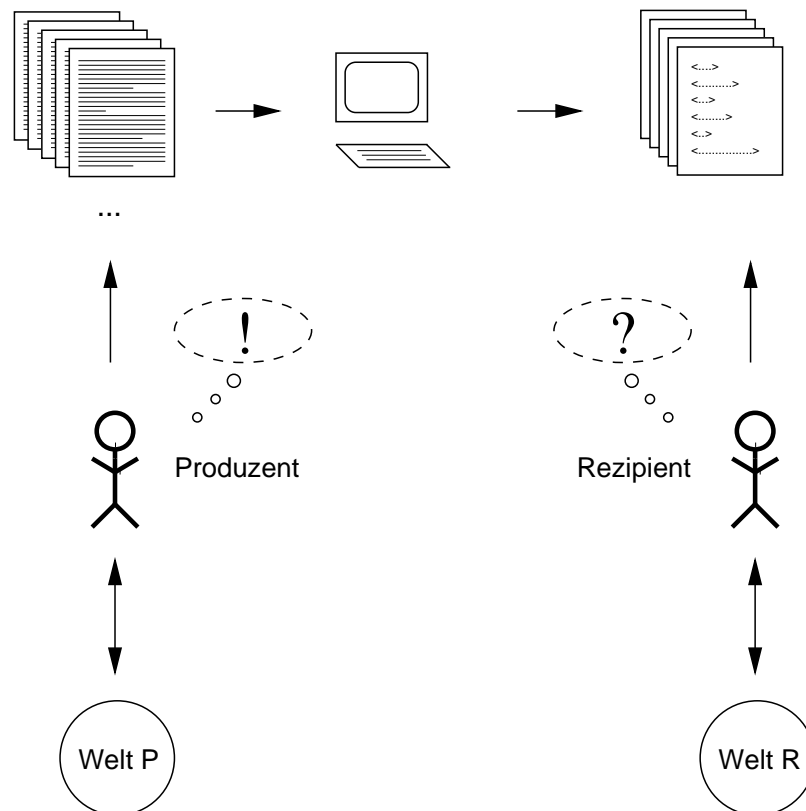 <....>
<............>
<...>
<........>
<..>
<................>
...
!
?
Produzent
Rezipient
Welt P
Welt R